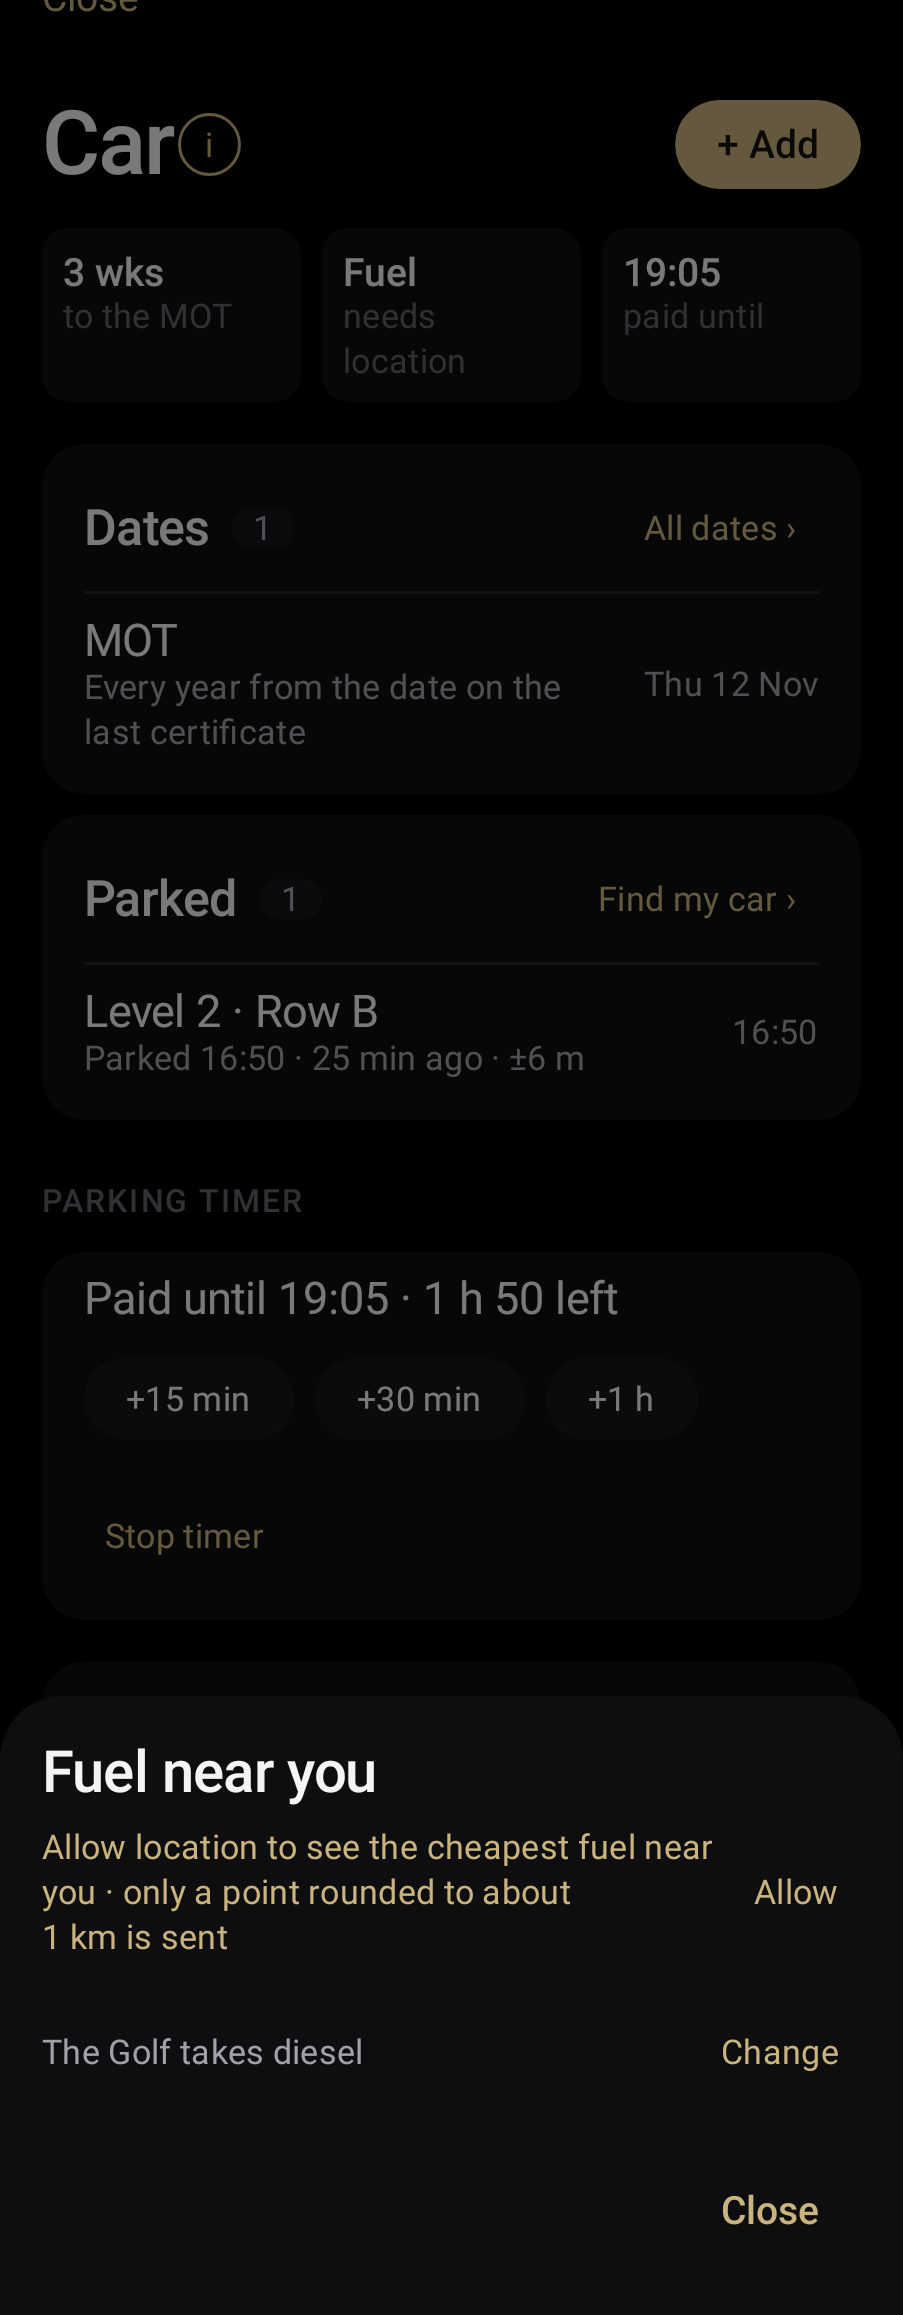 Close
Car i
+ Add
3 wks
to the MOT
Fuel
needs
location
19:05
paid until
Dates 1
All dates ›
MOT
Every year from the date on the
last certificate
Thu 12 Nov
Parked 1
Find my car ›
Level 2 · Row B
Parked 16:50 · 25 min ago · ±6 m
16:50
PARKING TIMER
Paid until 19:05 · 1 h 50 left
+15 min
+30 min
+1 h
Stop timer
Fuel near you
Allow location to see the cheapest fuel near
you · only a point rounded to about
1 km is sent
Allow
The Golf takes diesel
Change
Close